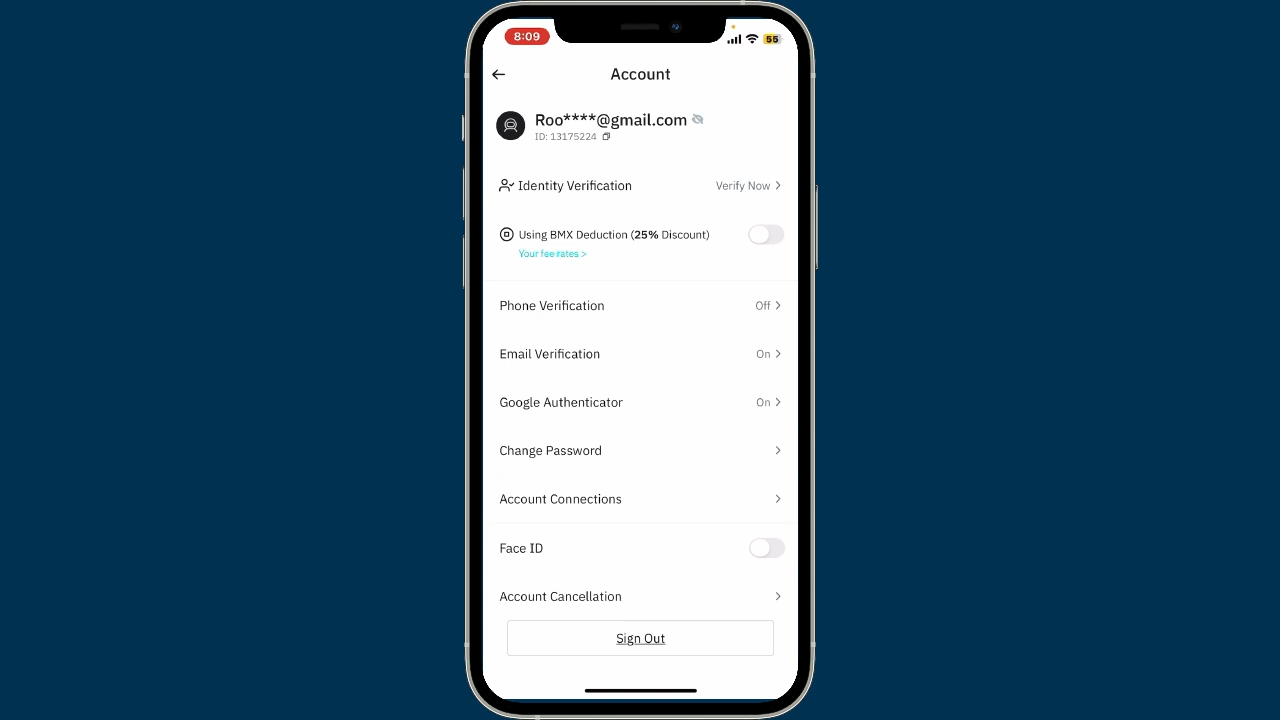 8:09
55
Account
Roo****@gmail.com
ID: 13175224
Identity Verification Verify Now >
Using BMX Deduction (25% Discount)
Your fee rates >
Phone Verification Off >
Email Verification On >
Google Authenticator On >
Change Password >
Account Connections >
Face ID
Account Cancellation >
Sign Out